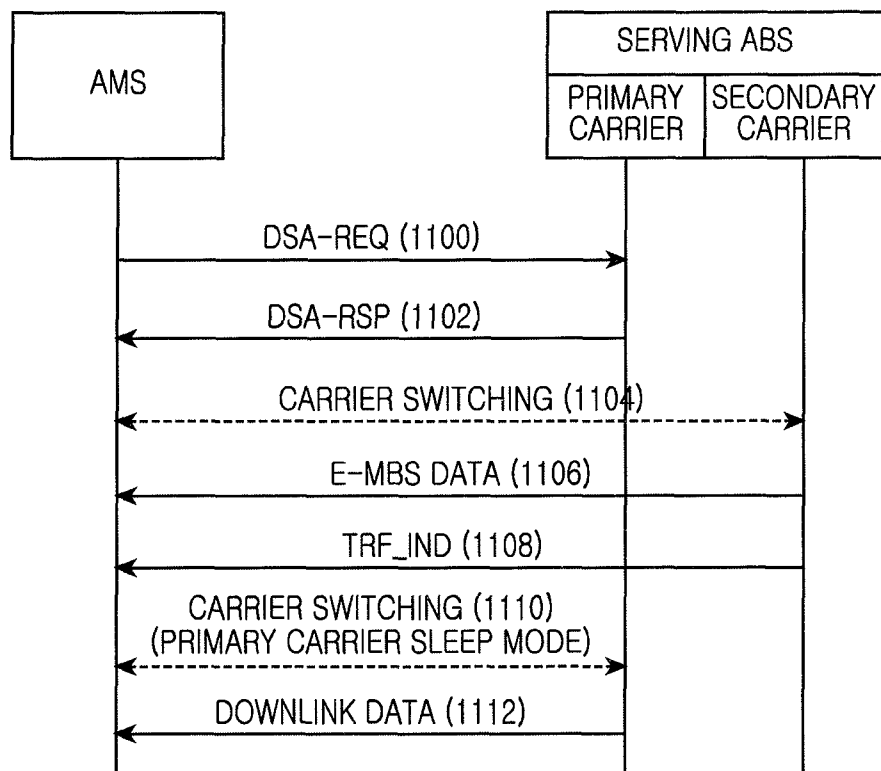 AMS
SERVING ABS
PRIMARY
CARRIER
SECONDARY
CARRIER
DSA-REQ (1100)
DSA-RSP (1102)
CARRIER SWITCHING (1104)
E-MBS DATA (1106)
TRF_IND (1108)
CARRIER SWITCHING (1110)
(PRIMARY CARRIER SLEEP MODE)
DOWNLINK DATA (1112)